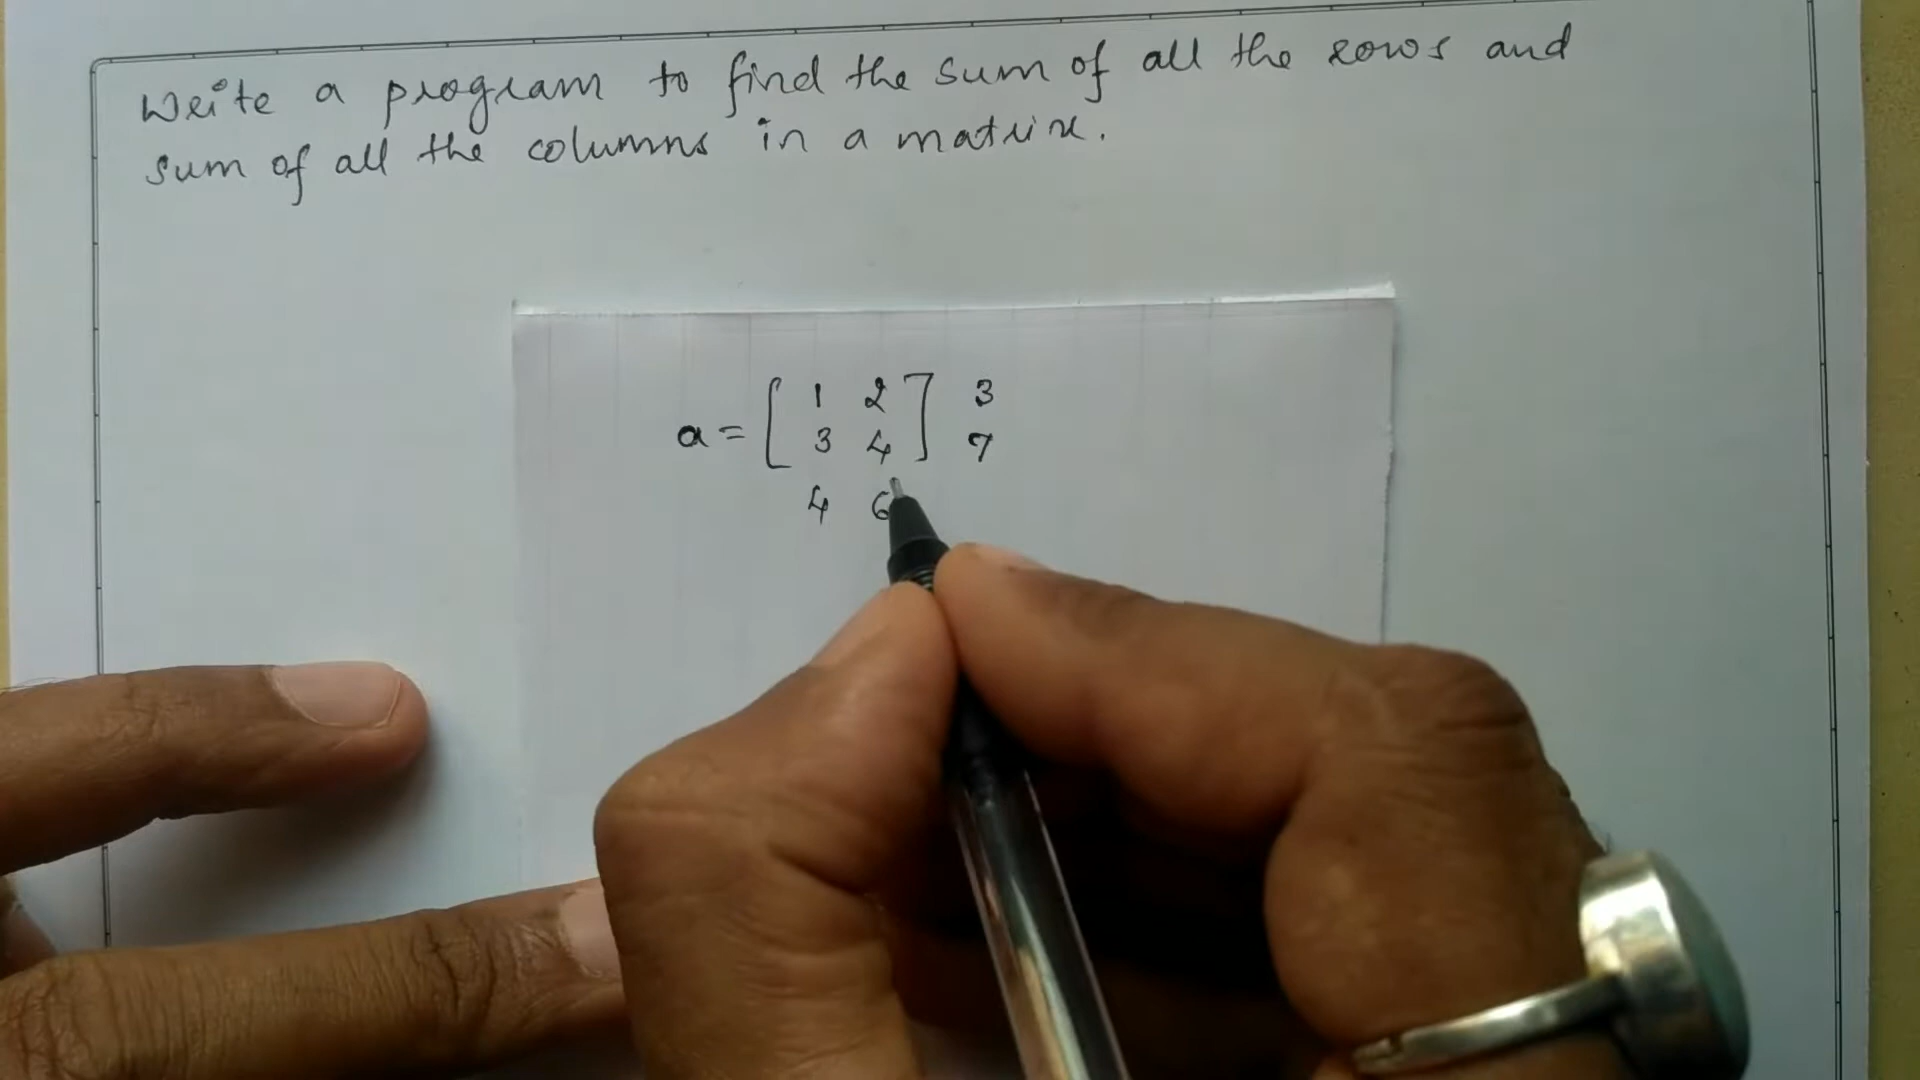 Write a program to find the sum of all the rows and
sum of all the columns in a matrix.
a = [ 1 2 ] 3
3 4 7
4 6